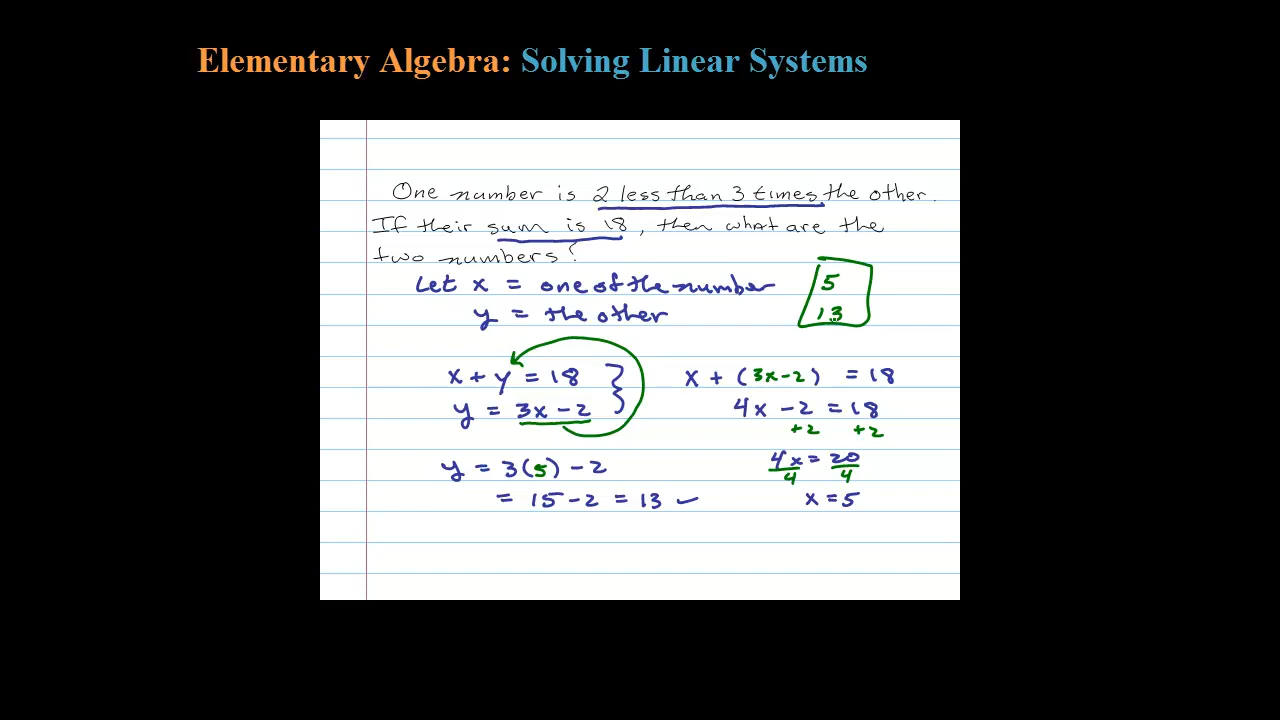 Elementary Algebra: Solving Linear Systems
One number is 2 less than 3 times the other.
If their sum is 18, then what are the
two numbers?
Let x = one of the number
y = the other
5
13
x + y = 18
y = 3x - 2
y = 3(5) - 2
= 15 - 2 = 13
x + (3x - 2) = 18
4x - 2 = 18
+2 +2
4x = 20
4 4
x = 5